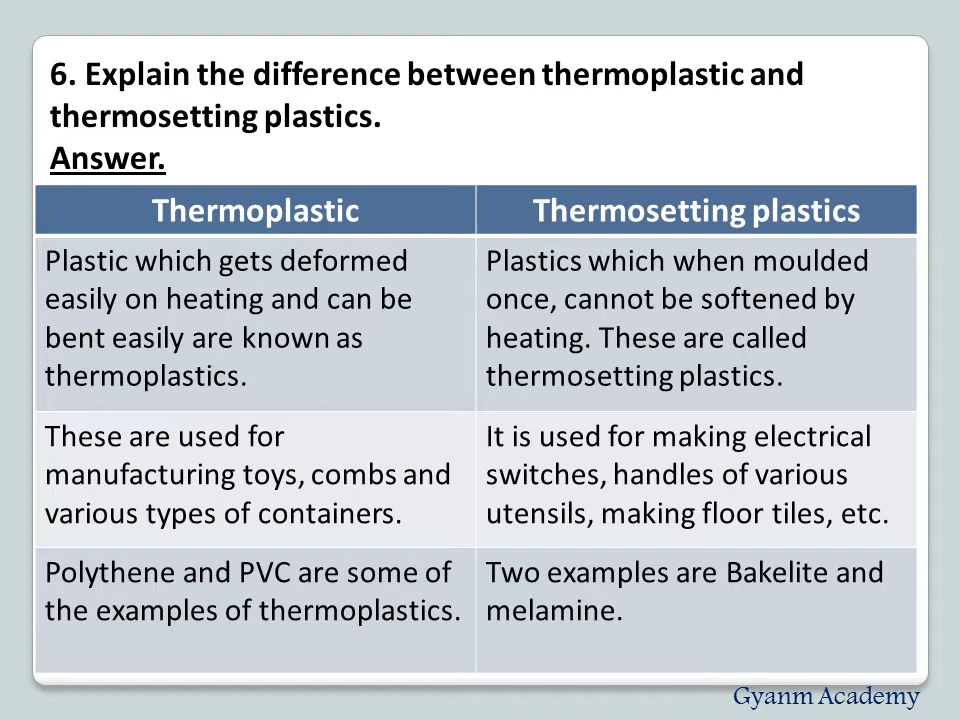 6. Explain the difference between thermoplastic and
thermosetting plastics.
Answer.
Thermoplastic
Thermosetting plastics
Plastic which gets deformed
easily on heating and can be
bent easily are known as
thermoplastics.
Plastics which when moulded
once, cannot be softened by
heating. These are called
thermosetting plastics.
These are used for
manufacturing toys, combs and
various types of containers.
It is used for making electrical
switches, handles of various
utensils, making floor tiles, etc.
Polythene and PVC are some of
the examples of thermoplastics.
Two examples are Bakelite and
melamine.
Gyanm Academy